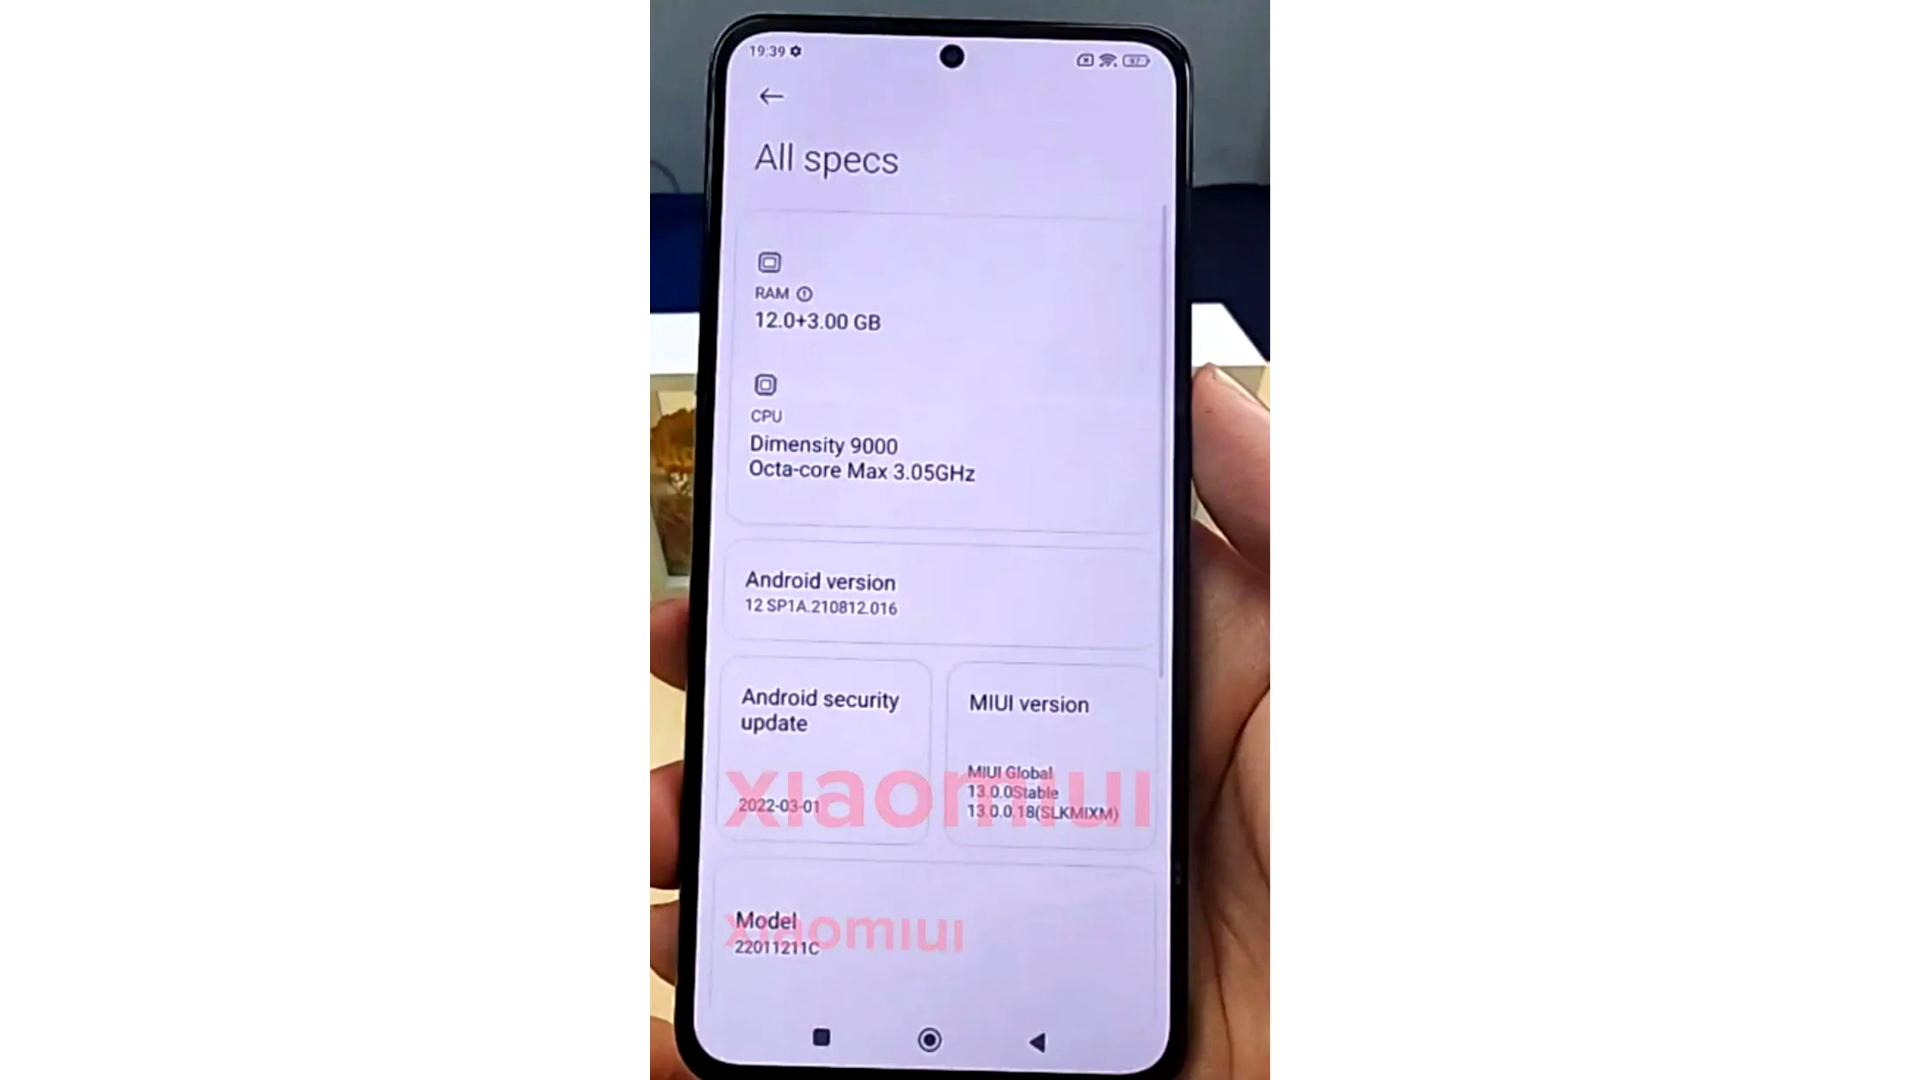 19:39
All specs
RAM
12.0+3.00 GB
CPU
Dimensity 9000
Octa-core Max 3.05GHz
Android version
12 SP1A.210812.016
Android security
update
2022-03-01
MIUI version
MIUI Global
13.0.0Stable
13.0.0.18(SLKMIXM)
xiaomiui
Model
22011211C
xiaomiui